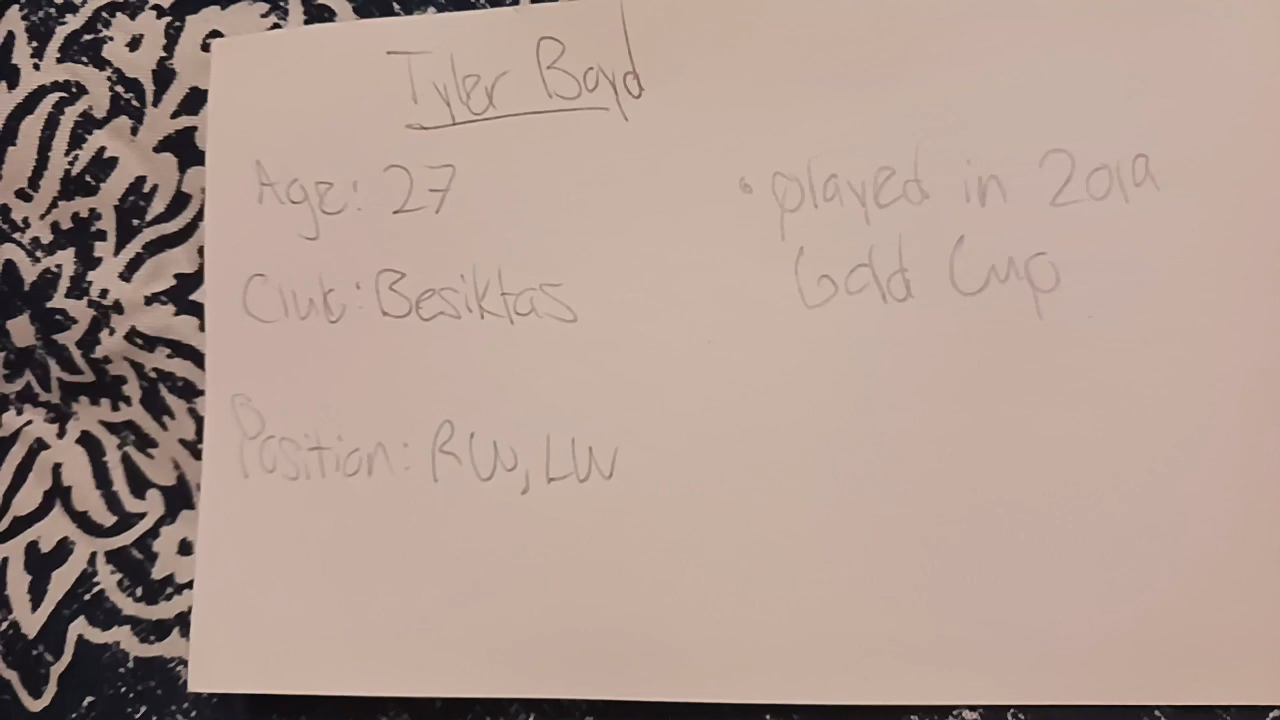 Tyler Boyd
Age: 27
Club: Besiktas
Position: RW, LW
• played in 2019
Gold Cup